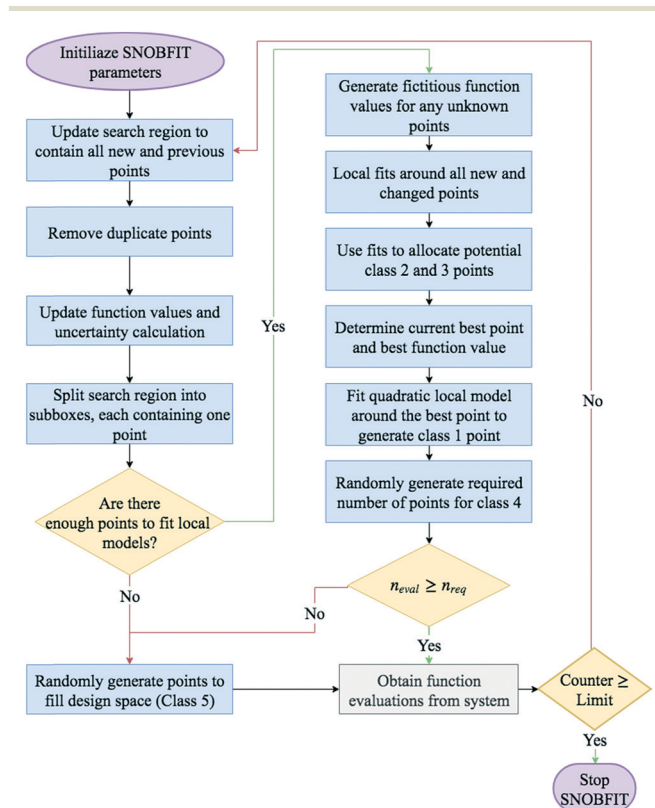 Initiliaze SNOBFIT
parameters
Update search region to
contain all new and previous
points
Remove duplicate points
Update function values and
uncertainty calculation
Split search region into
subboxes, each containing one
point
Are there
enough points to fit local
models?
Yes
No
Randomly generate points to
fill design space (Class 5)
Generate fictitious function
values for any unknown
points
Local fits around all new and
changed points
Use fits to allocate potential
class 2 and 3 points
Determine current best point
and best function value
Fit quadratic local model
around the best point to
generate class 1 point
Randomly generate required
number of points for class 4
n_eval ≥ n_req
No
Yes
Obtain function
evaluations from system
Counter ≥
Limit
No
Yes
Stop
SNOBFIT